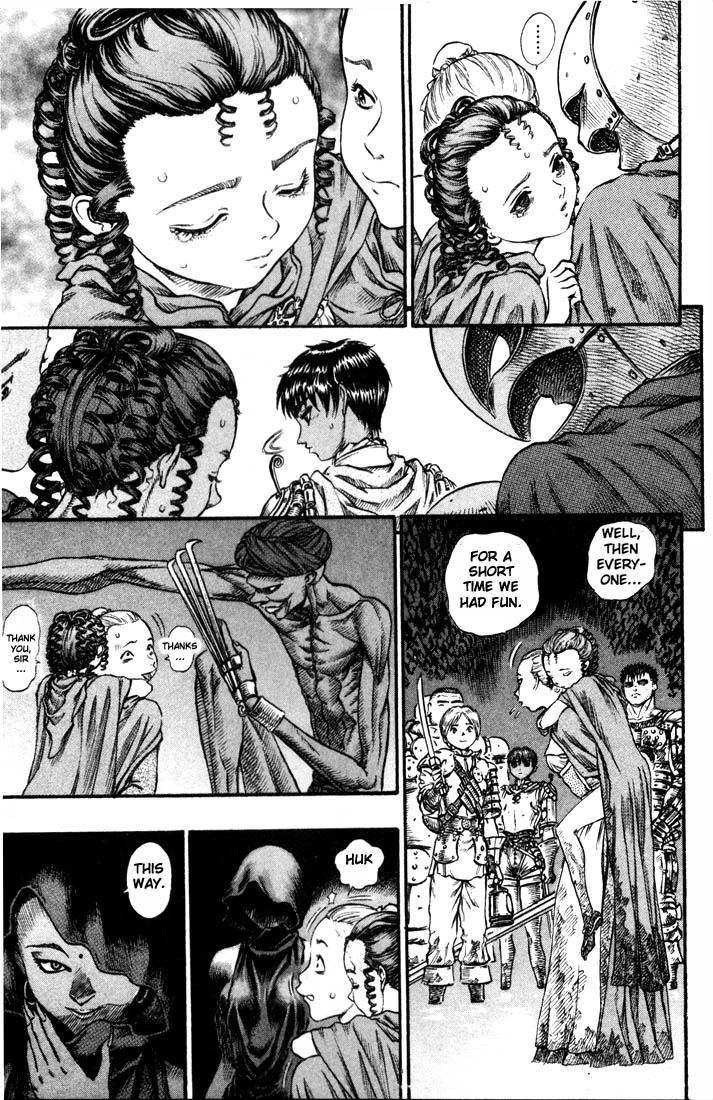 ......
WELL,
THEN
EVERY-
ONE...
FOR A
SHORT
TIME WE
HAD FUN.
THANKS
...
THANK
YOU,
SIR
...
HUK
THIS
WAY.